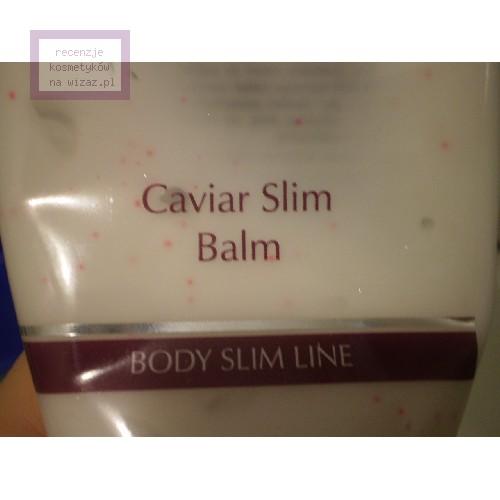 recenzje
kosmetyków
na wizaz.pl
Caviar Slim
Balm
BODY SLIM LINE